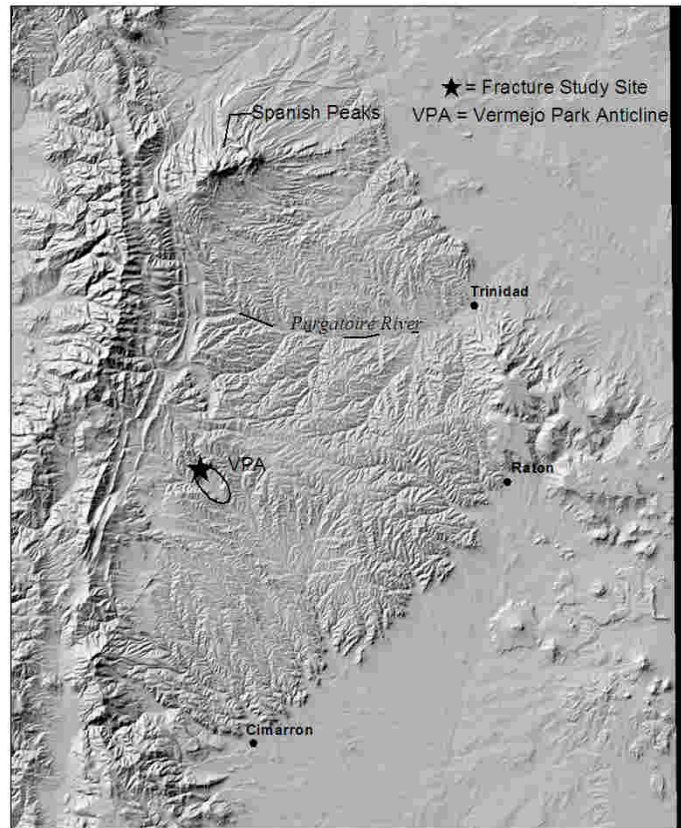 ★ = Fracture Study Site
VPA = Vermejo Park Anticline
Spanish Peaks
Trinidad
Purgatoire River
VPA
Raton
Cimarron